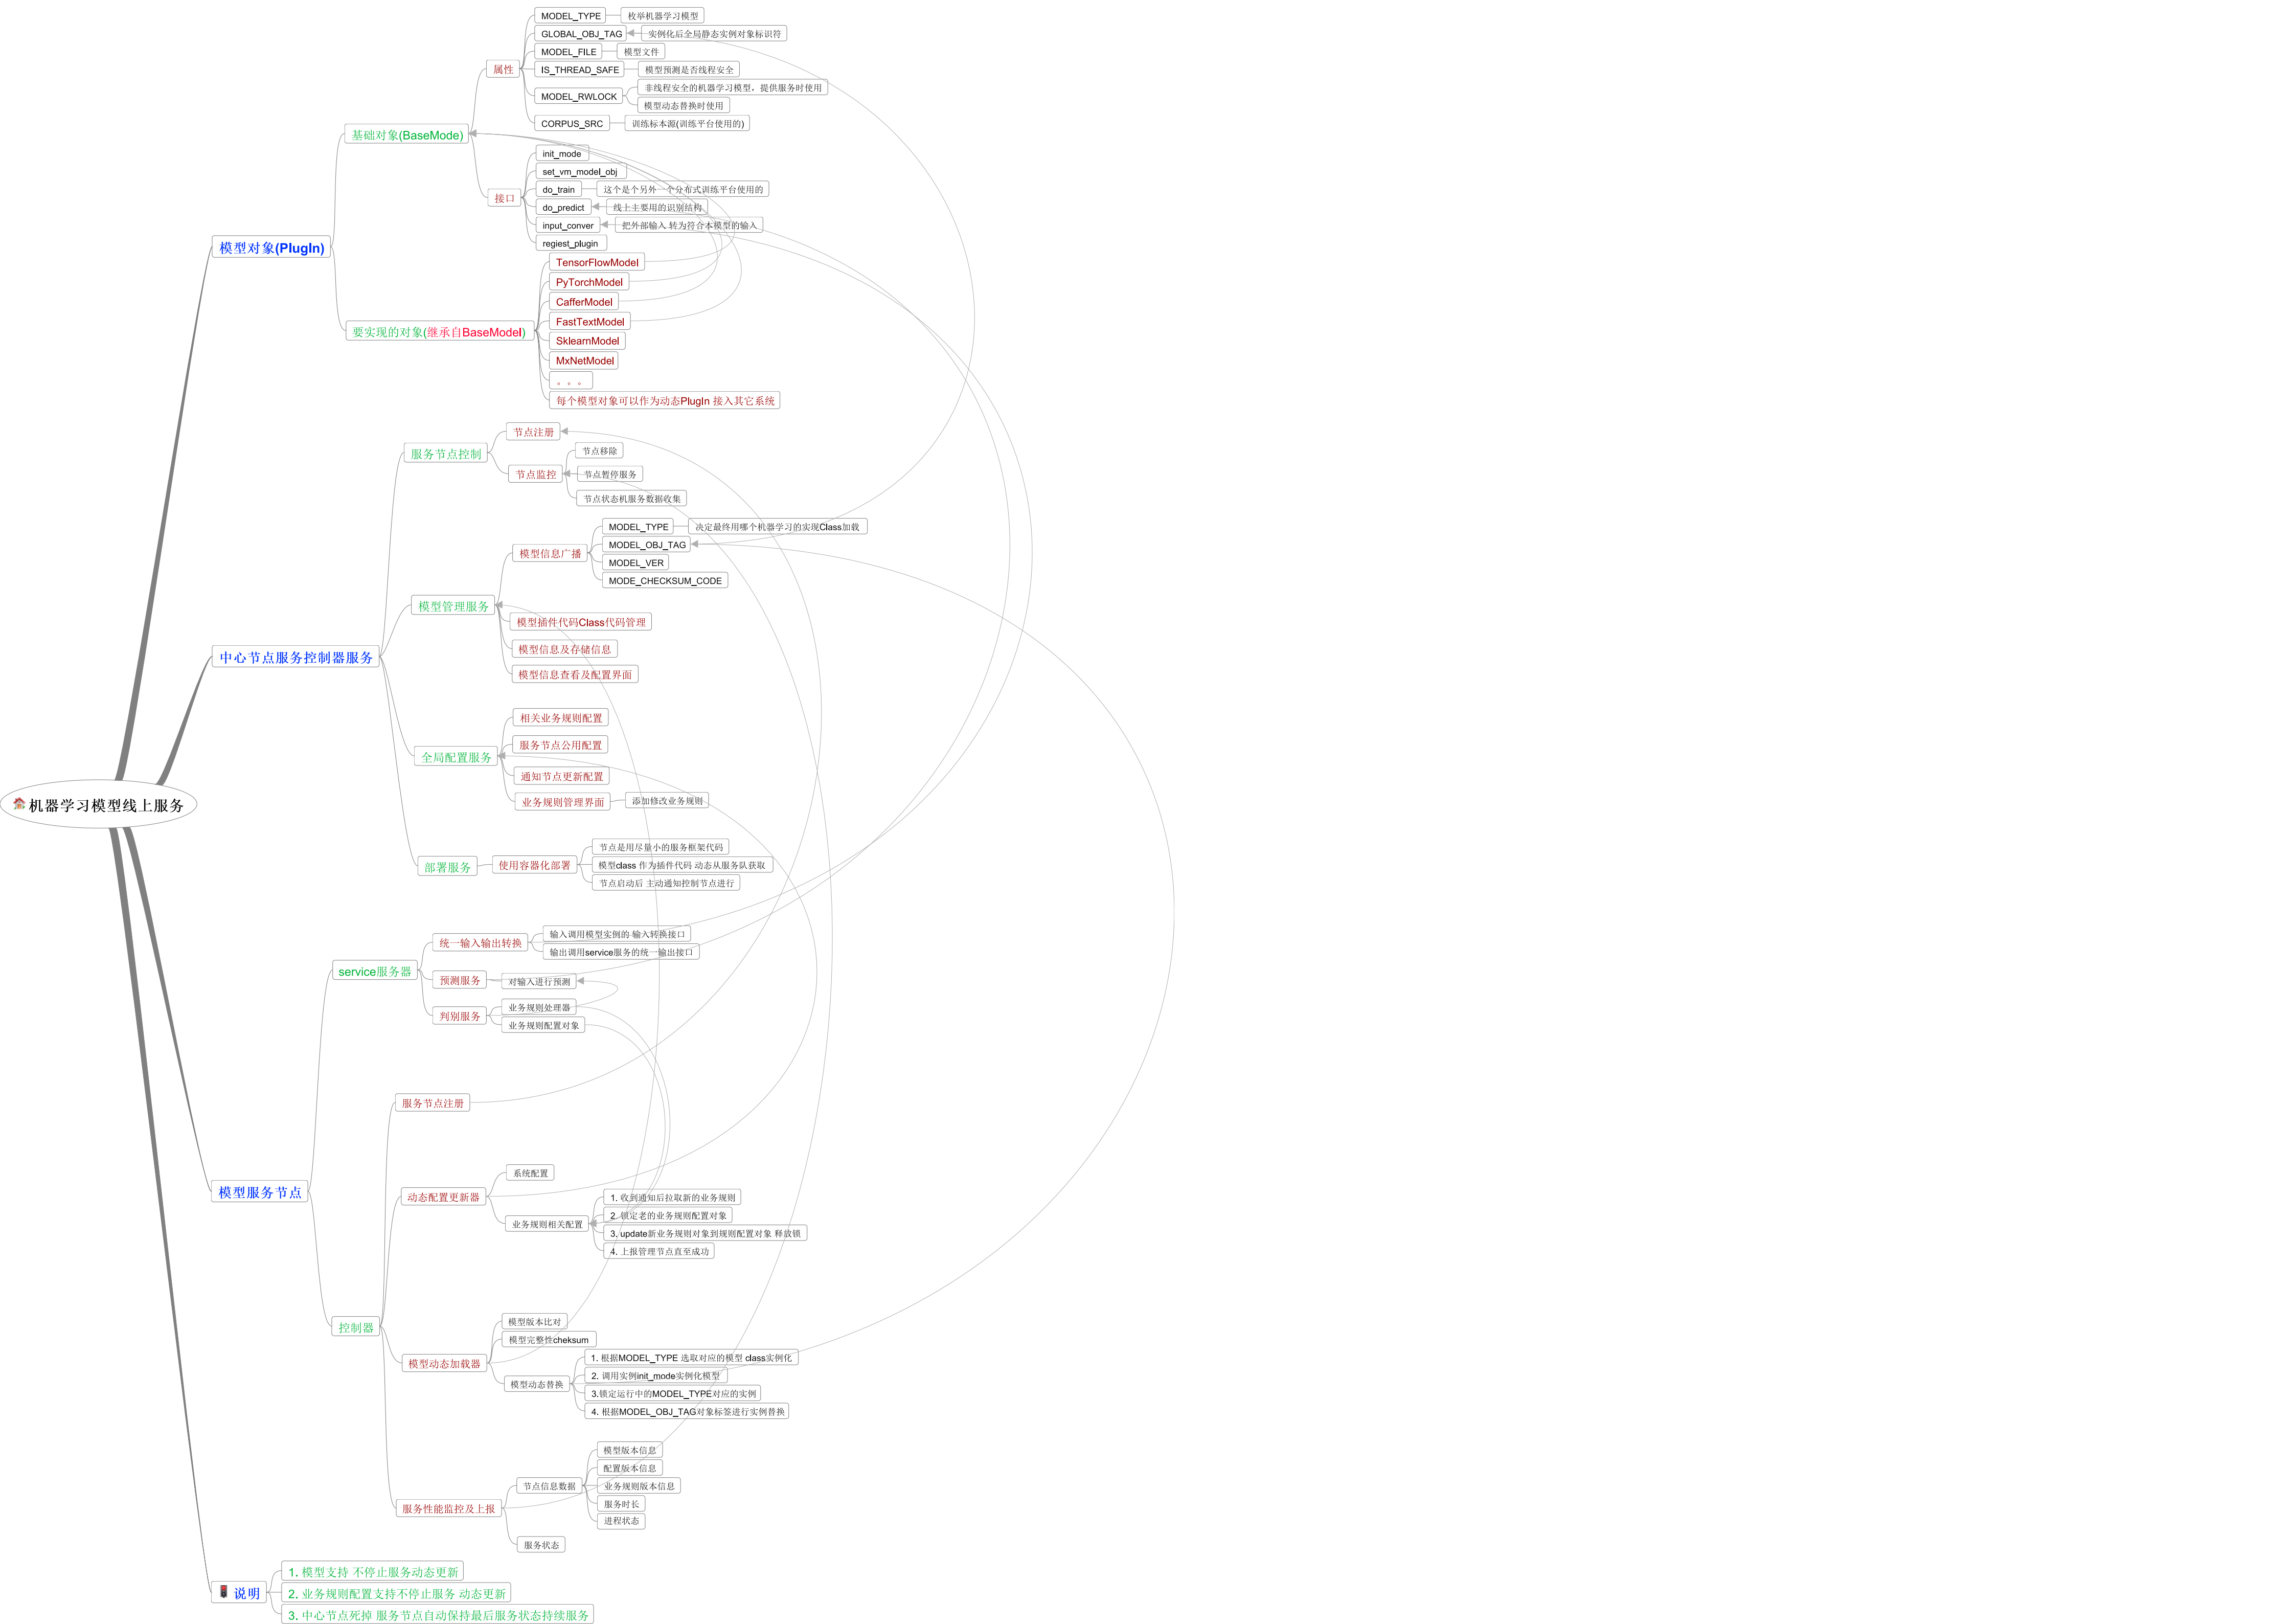 机器学习模型线上服务
模型对象(PlugIn)
基础对象(BaseMode)
属性
MODEL_TYPE
枚举机器学习模型
GLOBAL_OBJ_TAG
实例化后全局静态实例对象标识符
MODEL_FILE
模型文件
IS_THREAD_SAFE
模型预测是否线程安全
MODEL_RWLOCK
非线程安全的机器学习模型，提供服务时使用
模型动态替换时使用
CORPUS_SRC
训练标本源(训练平台使用的)
接口
init_mode
set_vm_model_obj
do_train
这个是个另外一个分布式训练平台使用的
do_predict
线上主要用的识别结构
input_conver
把外部输入 转为符合本模型的输入
regiest_plugin
要实现的对象(继承自BaseModel)
TensorFlowModel
PyTorchModel
CafferModel
FastTextModel
SklearnModel
MxNetModel
。。。
每个模型对象可以作为动态PlugIn 接入其它系统
中心节点服务控制器服务
服务节点控制
节点注册
节点监控
节点移除
节点暂停服务
节点状态机服务数据收集
模型管理服务
模型信息广播
MODEL_TYPE
决定最终用哪个机器学习的实现Class加载
MODEL_OBJ_TAG
MODEL_VER
MODE_CHECKSUM_CODE
模型插件代码Class代码管理
模型信息及存储信息
模型信息查看及配置界面
全局配置服务
相关业务规则配置
服务节点公用配置
通知节点更新配置
业务规则管理界面
添加修改业务规则
部署服务
使用容器化部署
节点是用尽量小的服务框架代码
模型class 作为插件代码 动态从服务队获取
节点启动后 主动通知控制节点进行
模型服务节点
service服务器
统一输入输出转换
输入调用模型实例的 输入转换接口
输出调用service服务的统一输出接口
预测服务
对输入进行预测
判别服务
业务规则处理器
业务规则配置对象
控制器
服务节点注册
动态配置更新器
系统配置
业务规则相关配置
1. 收到通知后拉取新的业务规则
2. 锁定老的业务规则配置对象
3. update新业务规则对象到规则配置对象 释放锁
4. 上报管理节点直至成功
模型动态加载器
模型版本比对
模型完整性cheksum
模型动态替换
1. 根据MODEL_TYPE 选取对应的模型 class实例化
2. 调用实例init_mode实例化模型
3.锁定运行中的MODEL_TYPE对应的实例
4. 根据MODEL_OBJ_TAG对象标签进行实例替换
服务性能监控及上报
节点信息数据
模型版本信息
配置版本信息
业务规则版本信息
服务时长
进程状态
服务状态
说明
1. 模型支持 不停止服务动态更新
2. 业务规则配置支持不停止服务 动态更新
3. 中心节点死掉 服务节点自动保持最后服务状态持续服务